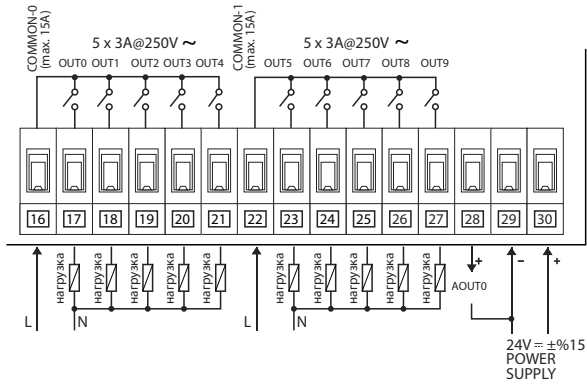 COMMON-0
(max. 15A)
5 x 3A@250V ~
OUT0 OUT1 OUT2 OUT3 OUT4
COMMON-1
(max. 15A)
5 x 3A@250V ~
OUT5 OUT6 OUT7 OUT8 OUT9
16 17 18 19 20 21 22 23 24 25 26 27 28 29 30
нагрузка нагрузка нагрузка нагрузка нагрузка
нагрузка нагрузка нагрузка нагрузка нагрузка
+ – +
AOUT0
L N L N
24V ⎓ ±%15
POWER
SUPPLY